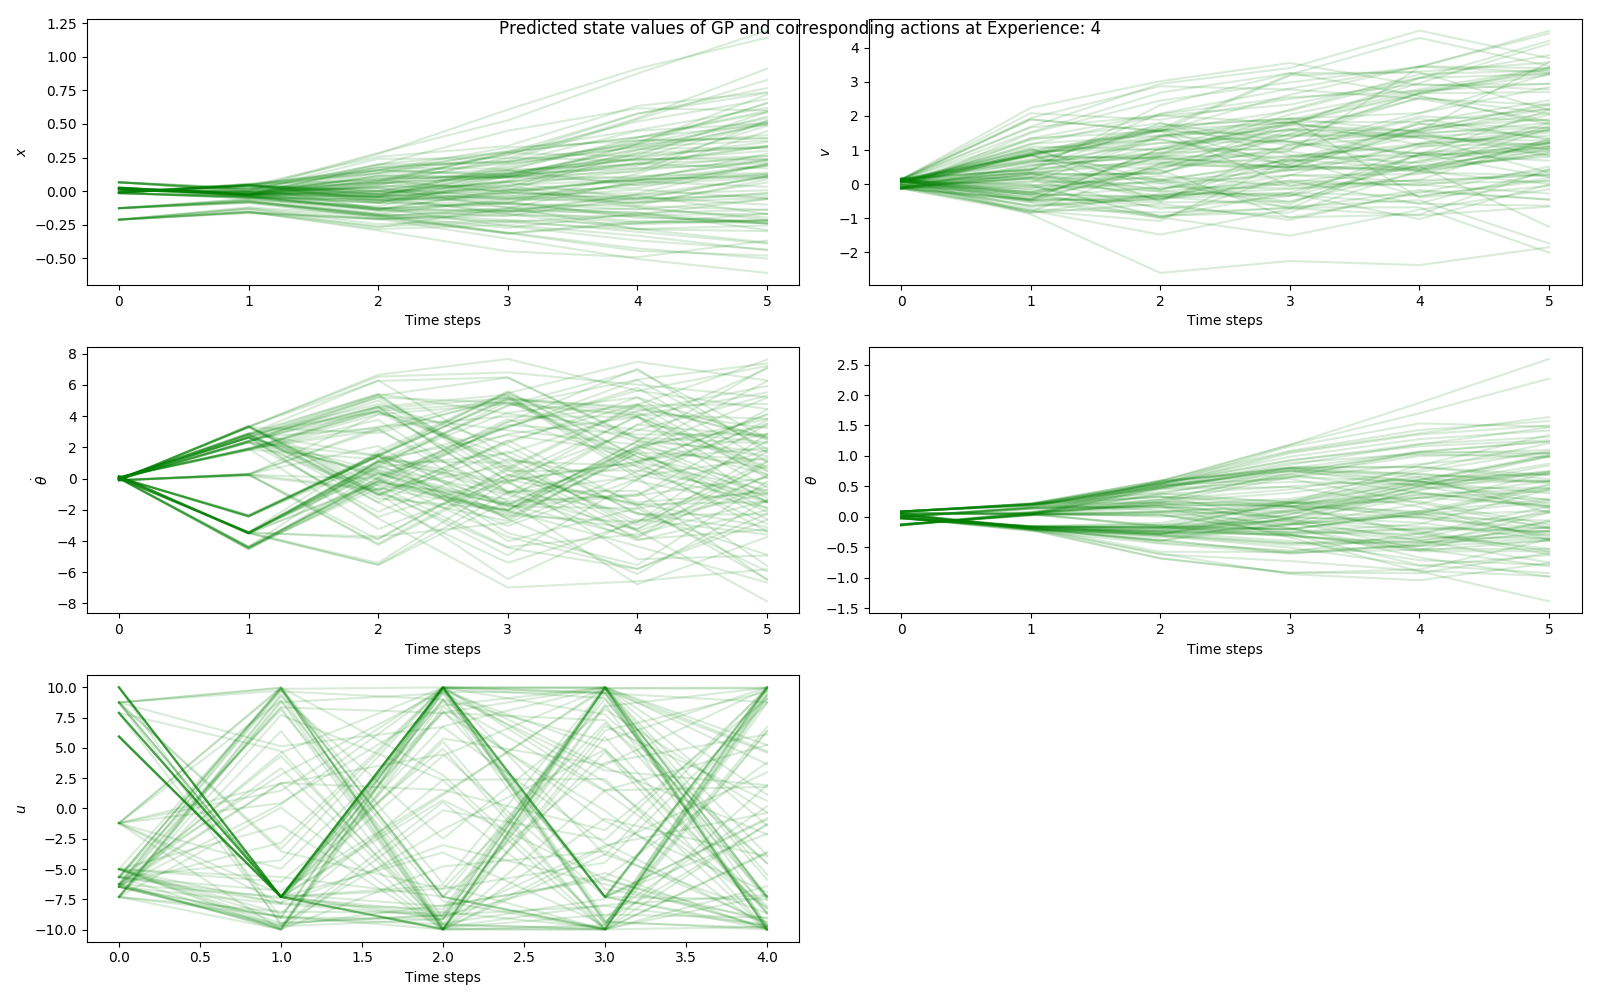 Predicted state values of GP and corresponding actions at Experience: 4
1.25
1.00
0.75
0.50
0.25
0.00
−0.25
−0.50
x
0 1 2 3 4 5
Time steps
4
3
2
1
0
−1
−2
v
0 1 2 3 4 5
Time steps
8
6
4
2
0
−2
−4
−6
−8
θ̇
0 1 2 3 4 5
Time steps
2.5
2.0
1.5
1.0
0.5
0.0
−0.5
−1.0
−1.5
θ
0 1 2 3 4 5
Time steps
10.0
7.5
5.0
2.5
0.0
−2.5
−5.0
−7.5
−10.0
u
0.0 0.5 1.0 1.5 2.0 2.5 3.0 3.5 4.0
Time steps